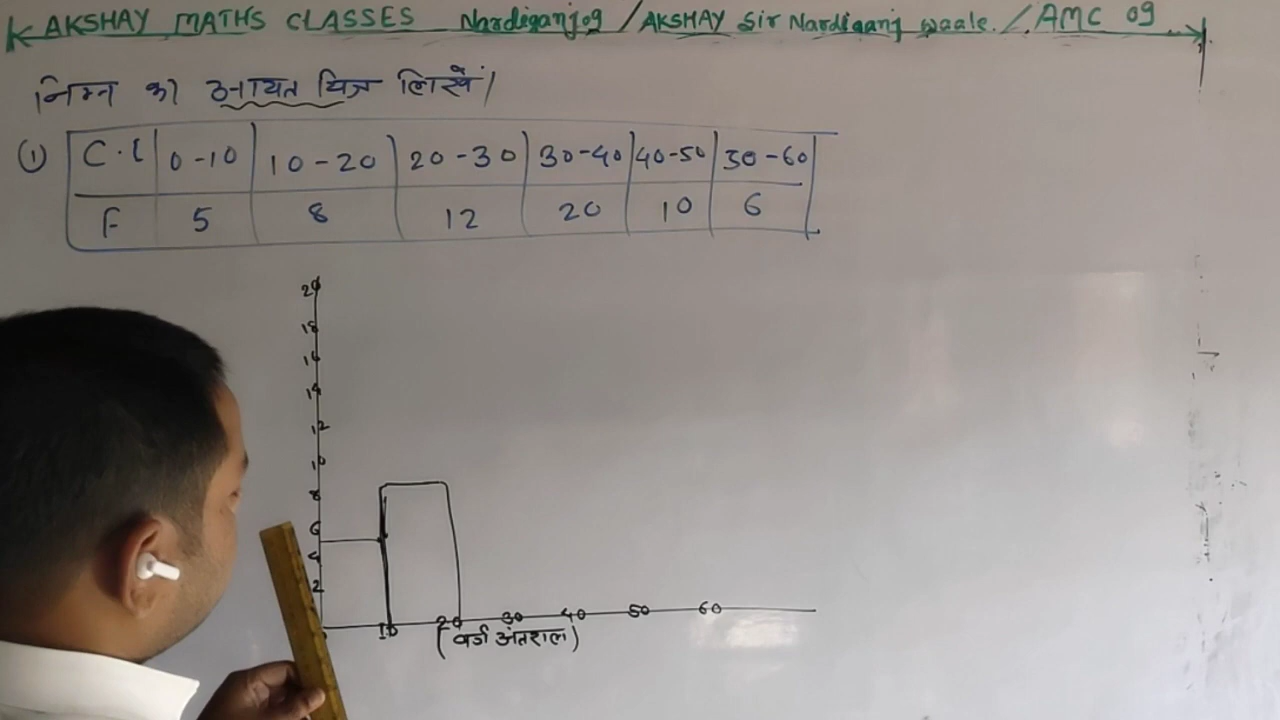 AKSHAY MATHS CLASSES Nardiganj 09 / AKSHAY Sir Nardiganj waale. / AMC 09
निम्न का आयत चित्र लिखें।
① C.I 0-10 10-20 20-30 30-40 40-50 50-60
F 5 8 12 20 10 6
20
18
16
14
12
10
8
6
4
2
10 20 30 40 50 60
(वर्ग अंतराल)